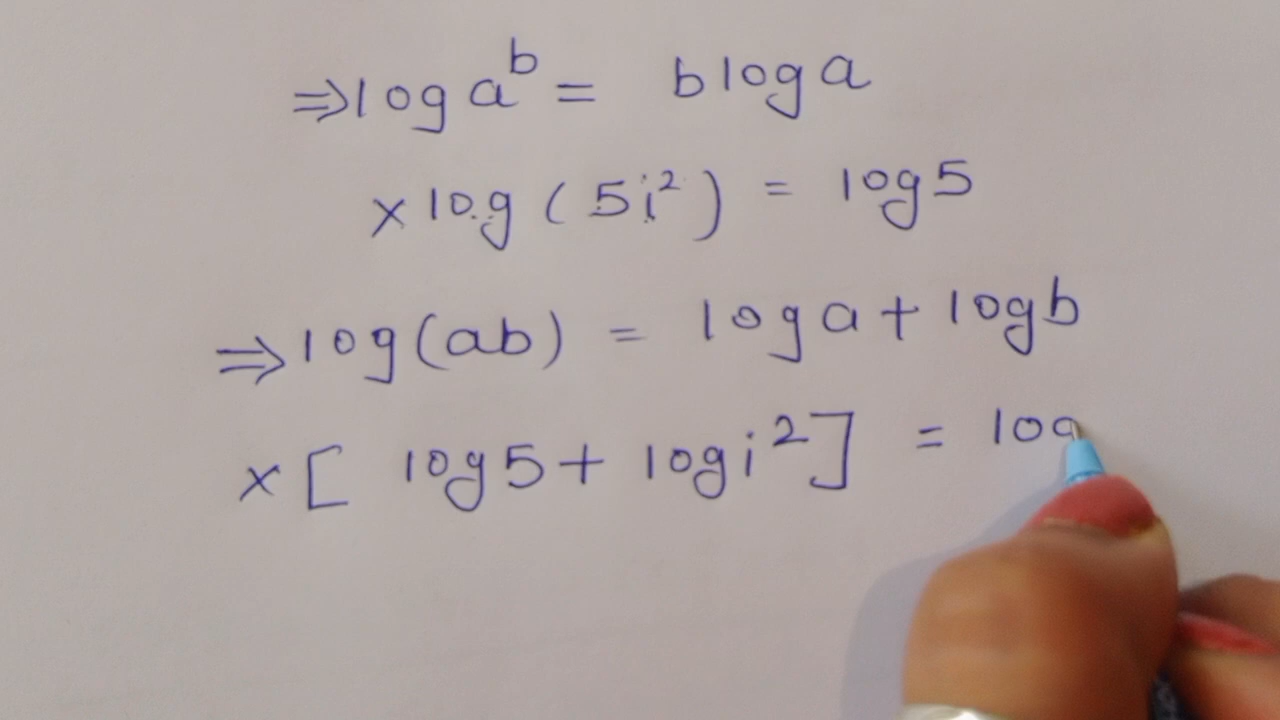 ⇒ log a^b = b log a
x log (5i²) = log 5
⇒ log(ab) = log a + log b
x [ log 5 + log i² ] = log